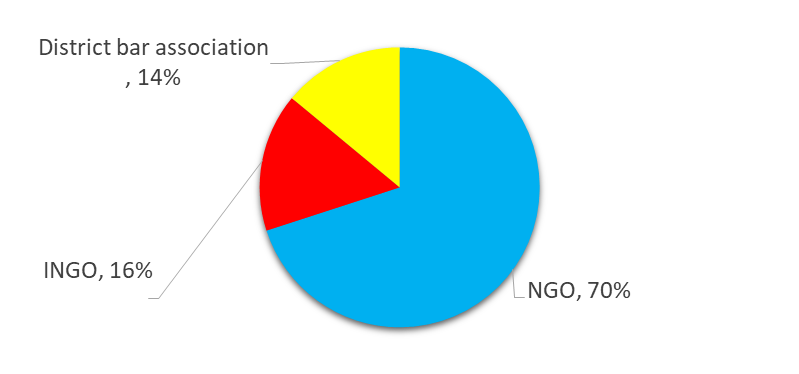 District bar association
, 14%
INGO, 16%
NGO, 70%